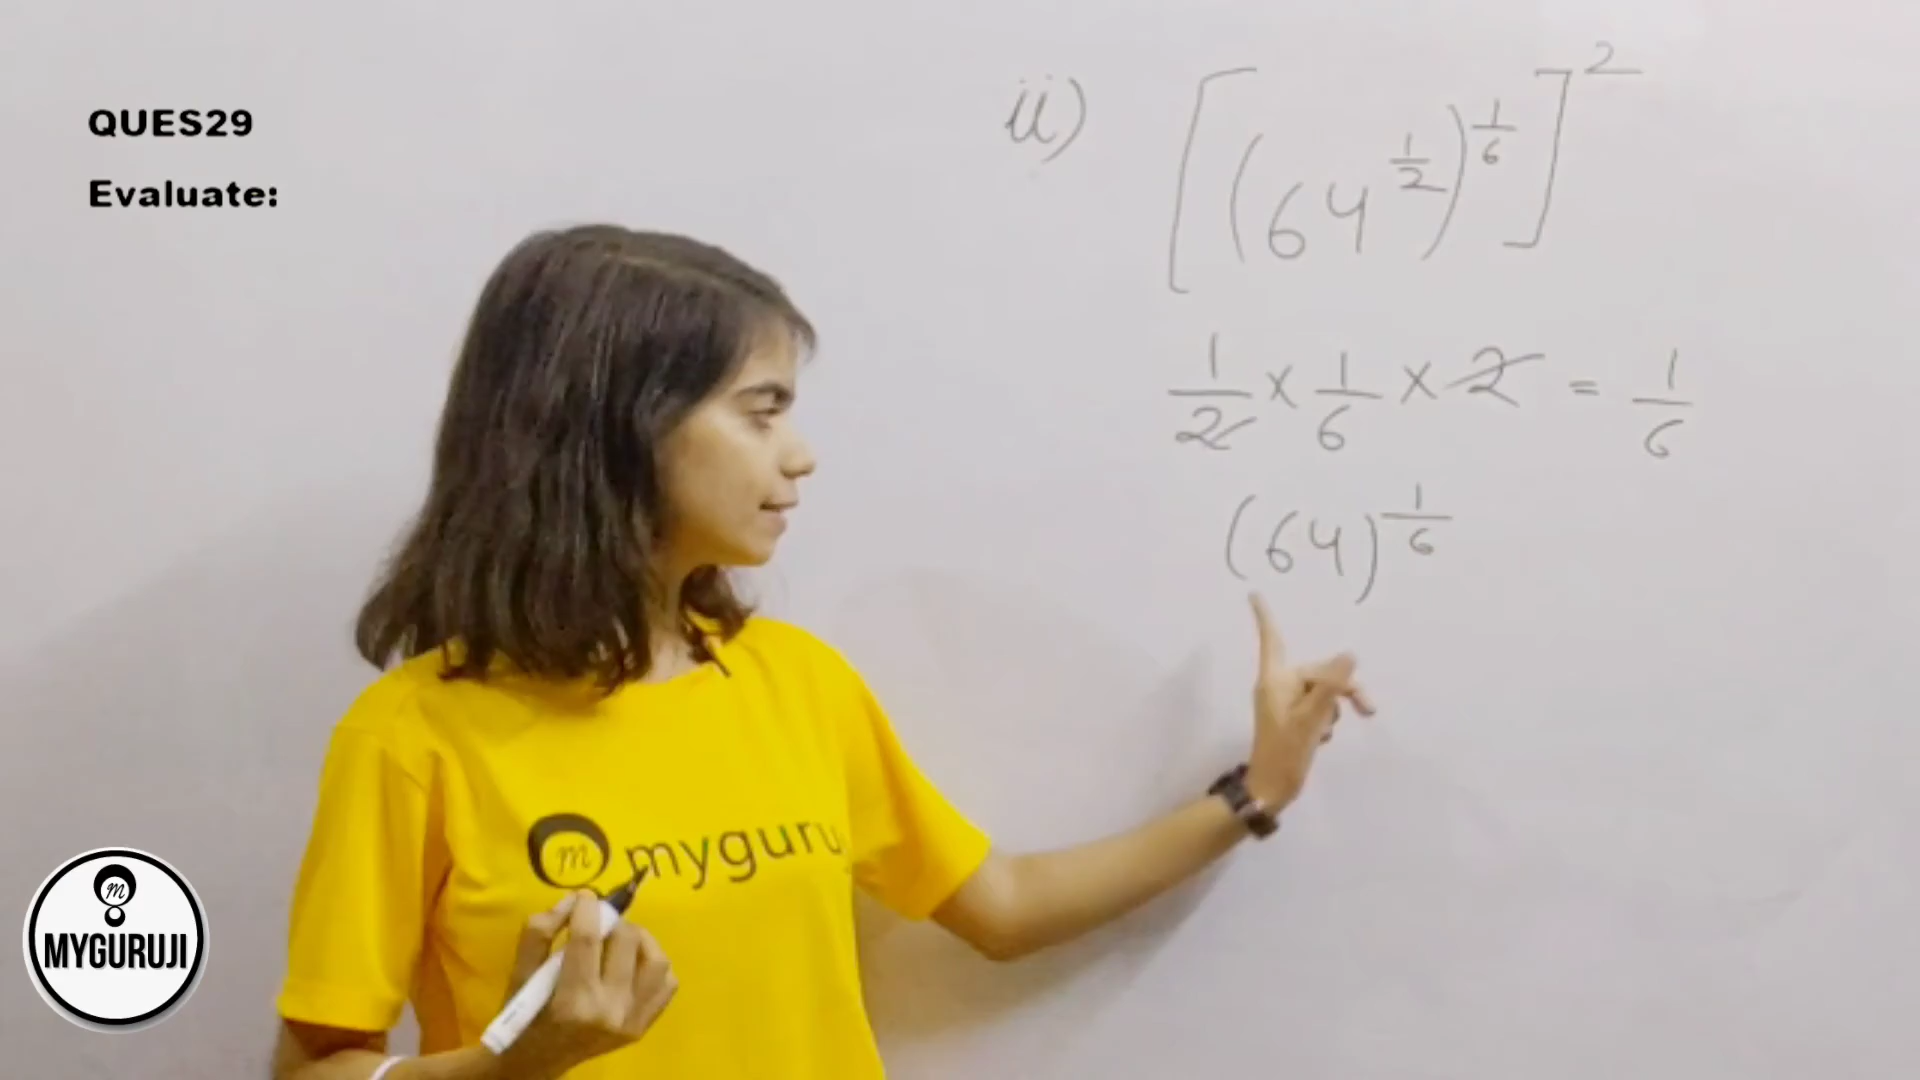 QUES29
Evaluate:
ii) [(64^1/2)^1/6]^2
1/2 × 1/6 × 2 = 1/6
(64)^1/6
m
myguru
m
MYGURUJI